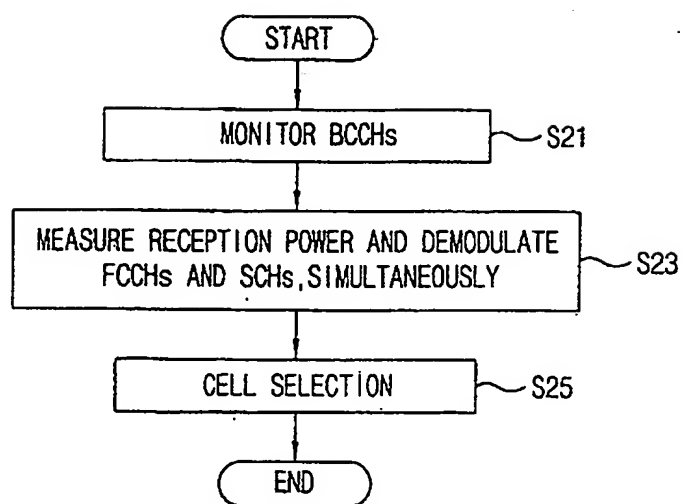 START
MONITOR BCCHs
S21
MEASURE RECEPTION POWER AND DEMODULATE
FCCHs AND SCHs,SIMULTANEOUSLY
S23
CELL SELECTION
S25
END